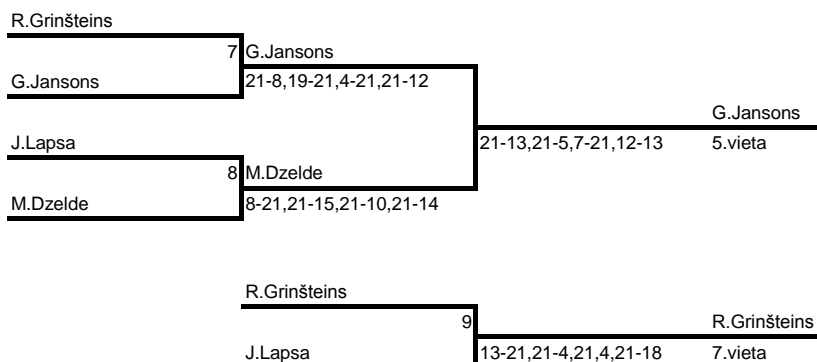 R.Grinšteins
7 G.Jansons
G.Jansons 21-8,19-21,4-21,21-12
G.Jansons
J.Lapsa 21-13,21-5,7-21,12-13 5.vieta
8 M.Dzelde
M.Dzelde 8-21,21-15,21-10,21-14
R.Grinšteins
9 R.Grinšteins
J.Lapsa 13-21,21-4,21,4,21-18 7.vieta